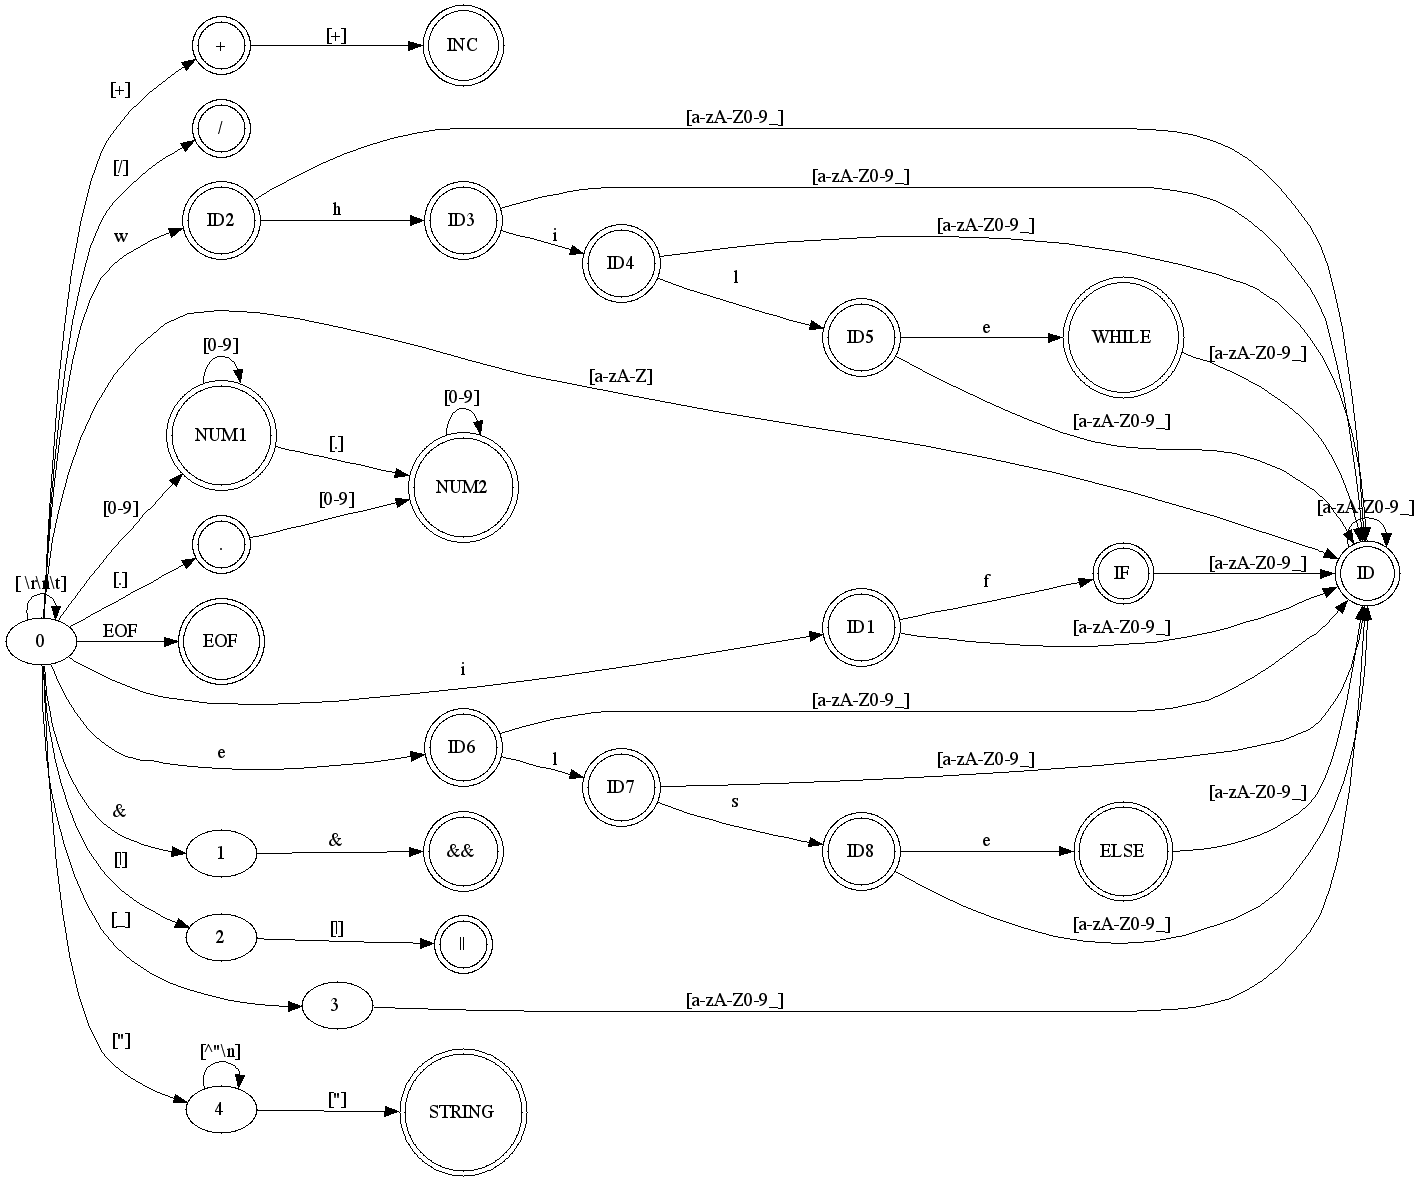 +
[+]
INC
[+]
/
[/]
[a-zA-Z0-9_]
w
ID2
h
ID3
[a-zA-Z0-9_]
i
ID4
[a-zA-Z0-9_]
l
ID5
e
WHILE
[a-zA-Z0-9_]
[a-zA-Z0-9_]
[a-zA-Z]
[0-9]
NUM1
[.]
[0-9]
NUM2
[0-9]
[0-9]
.
[.]
[a-zA-Z0-9_]
ID
[ \r\n\t]
0
EOF
EOF
i
ID1
f
IF
[a-zA-Z0-9_]
[a-zA-Z0-9_]
e
ID6
[a-zA-Z0-9_]
l
ID7
[a-zA-Z0-9_]
s
ID8
e
ELSE
[a-zA-Z0-9_]
[a-zA-Z0-9_]
&
1
&
&&
[|]
2
[|]
||
[_]
3
[a-zA-Z0-9_]
["]
[^"\n]
4
["]
STRING